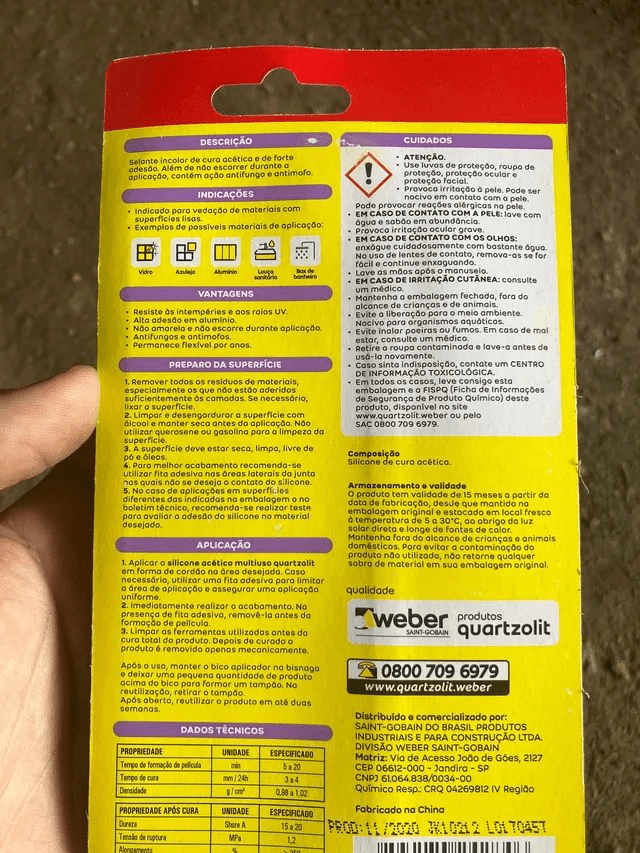 DESCRIÇÃO
Selante incolor de cura acética e de forte
adesão. Além de não escorrer durante a
aplicação, contém ação antifungo e antimofo.
INDICAÇÕES
• Indicado para vedação de materiais com
superfícies lisas.
• Exemplos de possíveis materiais de aplicação:
Vidro
Azulejo
Alumínio
Louça
sanitária
Box de
banheiro
VANTAGENS
• Resiste às intempéries e aos raios UV.
• Alta adesão em alumínio.
• Não amarela e não escorre durante aplicação.
• Antifungos e antimofos.
• Permanece flexível por anos.
PREPARO DA SUPERFÍCIE
1. Remover todos os resíduos de materiais,
especialmente os que não estão aderidos
suficientemente às camadas. Se necessário,
lixar a superfície.
2. Limpar e desengordurar a superfície com
álcool e manter seca antes da aplicação. Não
utilizar querosene ou gasolina para a limpeza da
superfície.
3. A superfície deve estar seca, limpa, livre de
pó e óleos.
4. Para melhor acabamento recomenda-se
utilizar fita adesiva nas áreas laterais da junta
nas quais não se deseja o contato do silicone.
5. No caso de aplicações em superfícies
diferentes das indicadas na embalagem e no
boletim técnico, recomenda-se realizar teste
para avaliar a adesão do silicone no material
desejado.
APLICAÇÃO
1. Aplicar o silicone acético multiuso quartzolit
em forma de cordão na área desejada. Caso
necessário, utilizar uma fita adesiva para limitar
a área de aplicação e assegurar uma aplicação
uniforme.
2. Imediatamente realizar o acabamento. Na
presença de fita adesiva, removê-la antes da
formação de película.
3. Limpar as ferramentas utilizadas antes da
cura total do produto. Depois de curado o
produto é removido apenas mecanicamente.
Após a uso, manter o bico aplicador na bisnaga
e deixar uma pequena quantidade de produto
acima do bico para formar um tampão. Na
reutilização, retirar o tampão.
Após aberto, reutilizar o produto em até duas
semanas.
DADOS TÉCNICOS
PROPRIEDADE UNIDADE ESPECIFICADO
Tempo de formação de película min 5 a 20
Tempo de cura mm / 24h 3 a 4
Densidade g / cm³ 0,98 a 1,02
PROPRIEDADE APÓS CURA UNIDADE ESPECIFICADO
Dureza Shore A 15 a 20
Tensão de ruptura MPa 1,2
Alongamento %
CUIDADOS
• ATENÇÃO.
• Use luvas de proteção, roupa de
proteção, proteção ocular e
proteção facial.
• Provoca irritação à pele. Pode ser
nocivo em contato com a pele.
Pode provocar reações alérgicas na pele.
• EM CASO DE CONTATO COM A PELE: lave com
água e sabão em abundância.
• Provoca irritação ocular grave.
• EM CASO DE CONTATO COM OS OLHOS:
enxágue cuidadosamente com bastante água.
No uso de lentes de contato, remova-as se for
fácil e continue enxaguando.
• Lave as mãos após o manuseio.
• EM CASO DE IRRITAÇÃO CUTÂNEA: consulte
um médico.
• Mantenha a embalagem fechada, fora do
alcance de crianças e de animais.
• Evite a liberação para o meio ambiente.
Nocivo para organismos aquáticos.
• Evite inalar poeiras ou fumos. Em caso de mal
estar, consulte um médico.
• Retire a roupa contaminada e lave-a antes de
usá-la novamente.
• Caso sinta indisposição, contate um CENTRO
DE INFORMAÇÃO TOXICOLÓGICA.
• Em todos os casos, leve consigo esta
embalagem e a FISPQ (Ficha de Informações
de Segurança de Produto Químico) deste
produto, disponível no site
www.quartzolit.weber ou pelo
SAC 0800 709 6979.
Composição
Silicone de cura acética.
Armazenamento e validade
O produto tem validade de 15 meses a partir da
data de fabricação, desde que mantido na
embalagem original e estocada em local fresco
à temperatura de 5 a 30°C, ao abrigo da luz
solar direta e longe de fontes de calor.
Mantenha fora do alcance de crianças e animais
domésticos. Para evitar a contaminação do
produto não utilizado, não retorne qualquer
sobra de material em sua embalagem original.
qualidade
weber
SAINT-GOBAIN
produtos
quartzolit
0800 709 6979
www.quartzolit.weber
Distribuído e comercializado por:
SAINT-GOBAIN DO BRASIL PRODUTOS
INDUSTRIAIS E PARA CONSTRUÇÃO LTDA.
DIVISÃO WEBER SAINT-GOBAIN
Matriz: Via de Acesso João de Góes, 2127
CEP 06612-000 - Jandira - SP
CNPJ 61.064.838/0034-00
Químico Resp.: CRQ 04269812 IV Região
Fabricado na China
PROD:11/2020 JK10212 L017045T